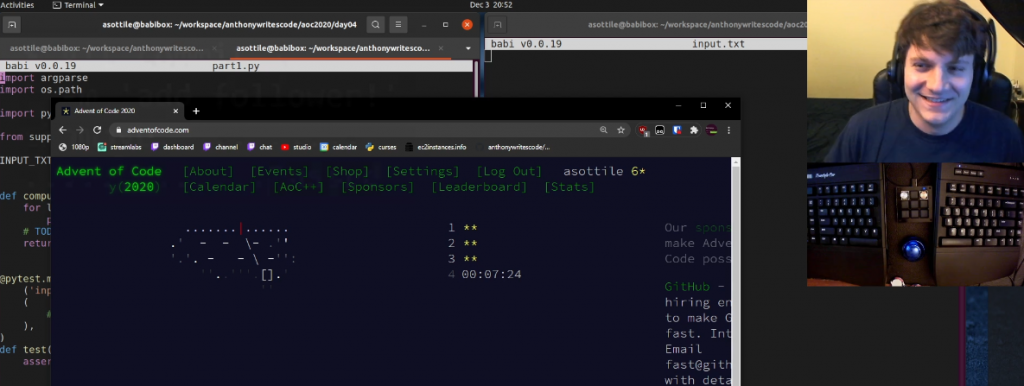 Activities
Terminal
Dec 3 20:52
asottile@babibox: ~/workspace/anthonywritescode/aoc2020/day04
asottile@babibox: ~/workspace/anthonywritesco...
asottile@babibox: ~/workspace/anthonywritesco...
asottile@babibox: ~/workspace/anthonywritescode/aoc202
babi v0.0.19
part1.py
babi v0.0.19
input.txt
import argparse
import os.path
import py
from supp
INPUT_TXT
def compu
for l
p
# TOD
retur
@pytest.m
('inp
(
#
),
)
def test(
asser
Advent of Code 2020
adventofcode.com
1080p
streamlabs
dashboard
channel
chat
studio
calendar
curses
ec2instances.info
anthonywritescode/...
Advent of Code [About] [Events] [Shop] [Settings] [Log Out] asottile 6*
y(2020) [Calendar] [AoC++] [Sponsors] [Leaderboard] [Stats]
1 **
2 **
3 **
4 00:07:24
Our spons
make Adve
Code poss
GitHub -
hiring en
to make G
fast. Int
Email
fast@gith
with deta